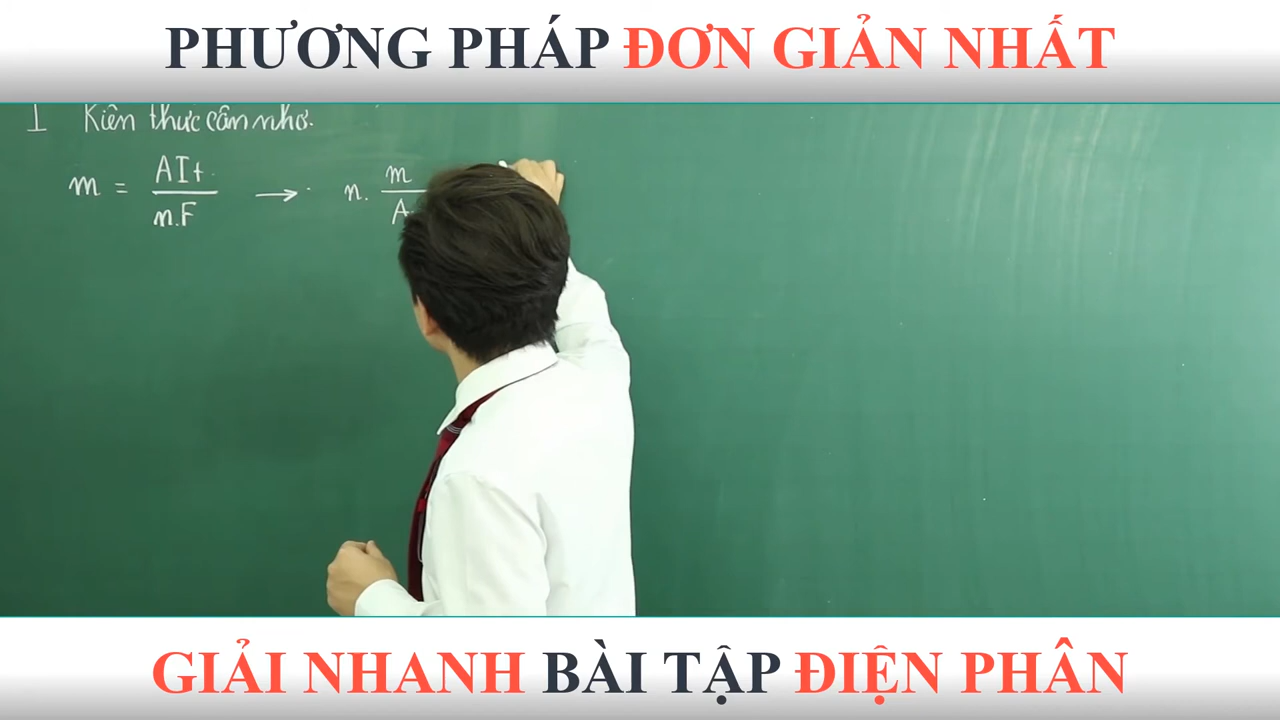 PHƯƠNG PHÁP ĐƠN GIẢN NHẤT
I Kiến thức cần nhớ.
m = AIt / n.F → n. m / A
GIẢI NHANH BÀI TẬP ĐIỆN PHÂN